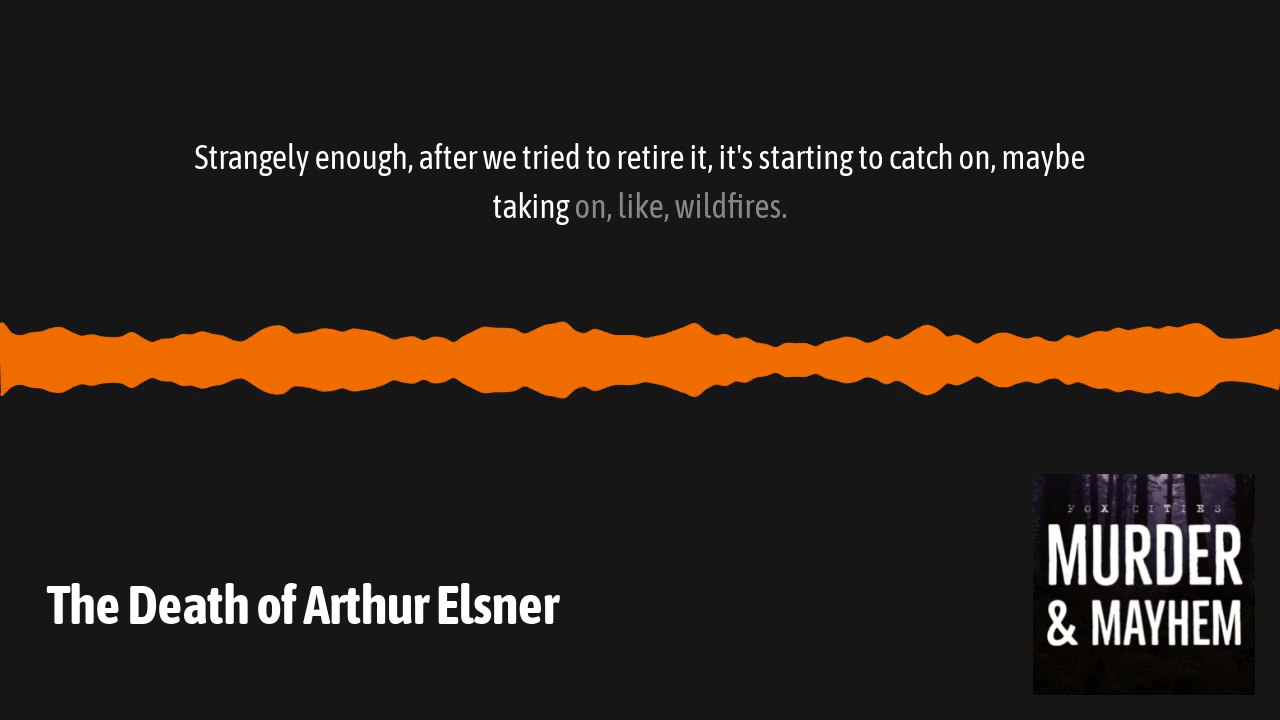 Strangely enough, after we tried to retire it, it's starting to catch on, maybe
taking on, like, wildfires.
The Death of Arthur Elsner
FOX CITIES
MURDER
& MAYHEM